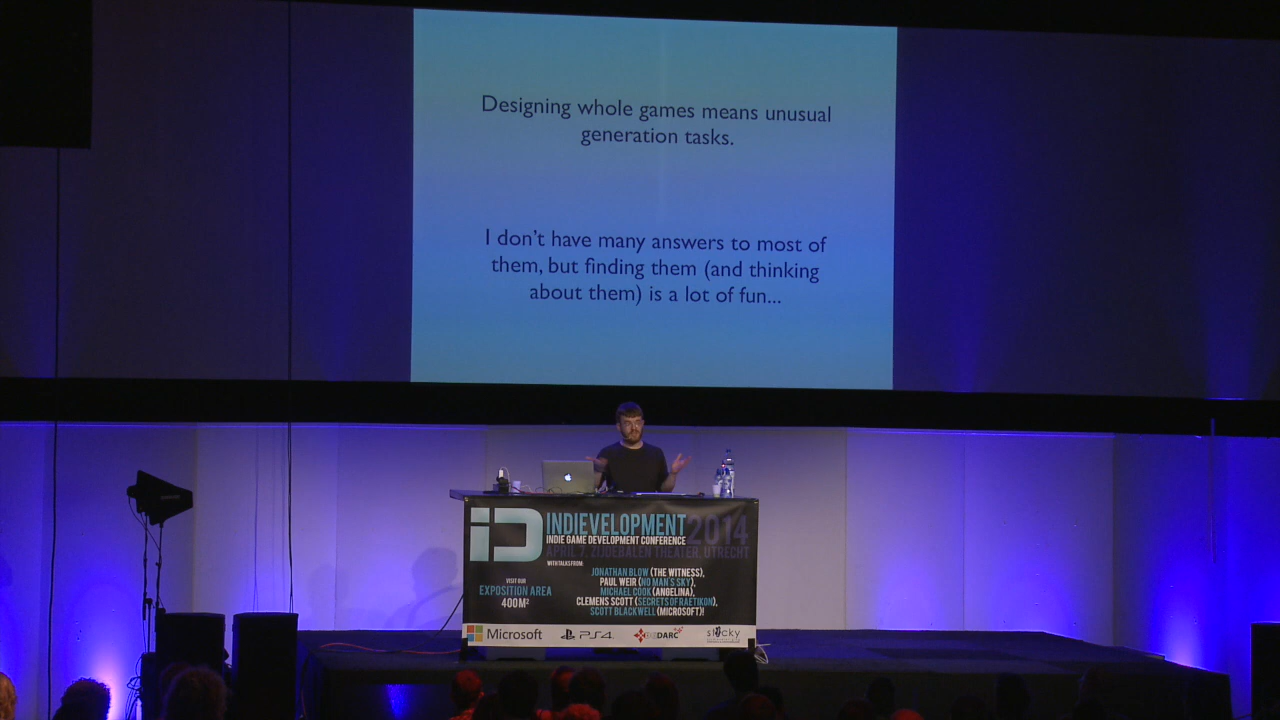 Designing whole games means unusual
generation tasks.
I don't have many answers to most of
them, but finding them (and thinking
about them) is a lot of fun...
iD
INDIEVELOPMENT 2014
INDIE GAME DEVELOPMENT CONFERENCE
APRIL 7, ZIJDEBALEN THEATER, UTRECHT
WITH TALKS FROM:
JONATHAN BLOW (THE WITNESS),
PAUL WEIR (NO MAN'S SKY),
MICHAEL COOK (ANGELINA),
CLEMENS SCOTT (SECRETS OF RAETIKON),
SCOTT BLACKWELL (MICROSOFT)!
VISIT OUR
EXPOSITION AREA
400M²
Microsoft
PS4